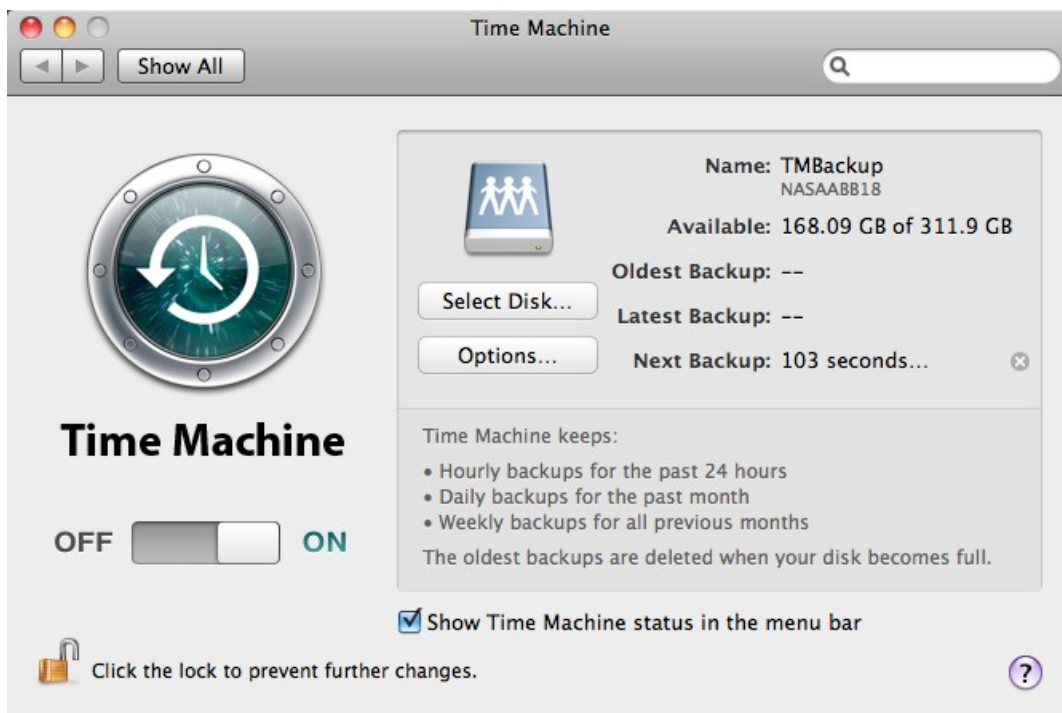 Time Machine
Show All
Name: TMBackup
NASAABB18
Available: 168.09 GB of 311.9 GB
Oldest Backup: --
Select Disk...
Latest Backup: --
Options...
Next Backup: 103 seconds...
Time Machine
Time Machine keeps:
• Hourly backups for the past 24 hours
• Daily backups for the past month
• Weekly backups for all previous months
The oldest backups are deleted when your disk becomes full.
OFF ON
Show Time Machine status in the menu bar
Click the lock to prevent further changes.
?